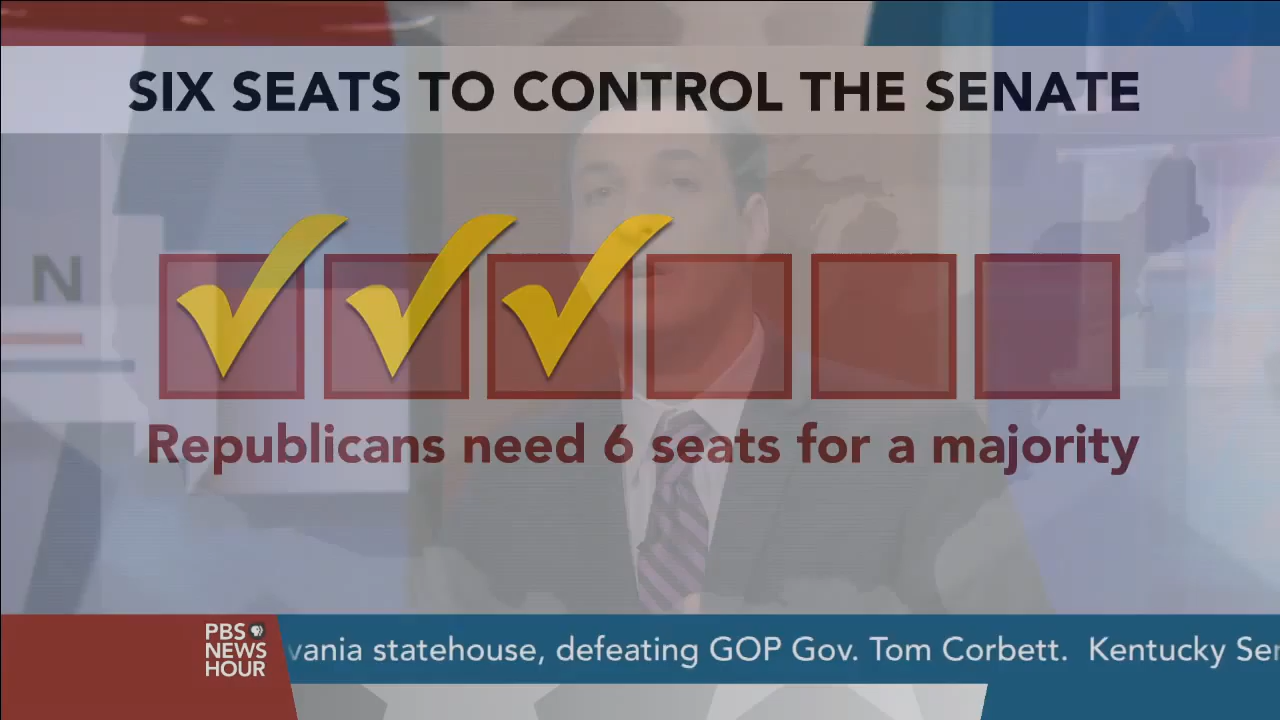 SIX SEATS TO CONTROL THE SENATE
N
Republicans need 6 seats for a majority
PBS
NEWS
HOUR
vania statehouse, defeating GOP Gov. Tom Corbett. Kentucky Se